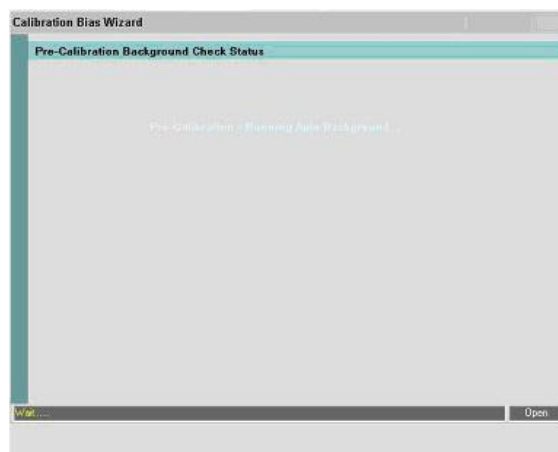 Calibration Bias Wizard
Pre-Calibration Background Check Status
Pre-Calibration - Running Auto Background...
Wait....
Open